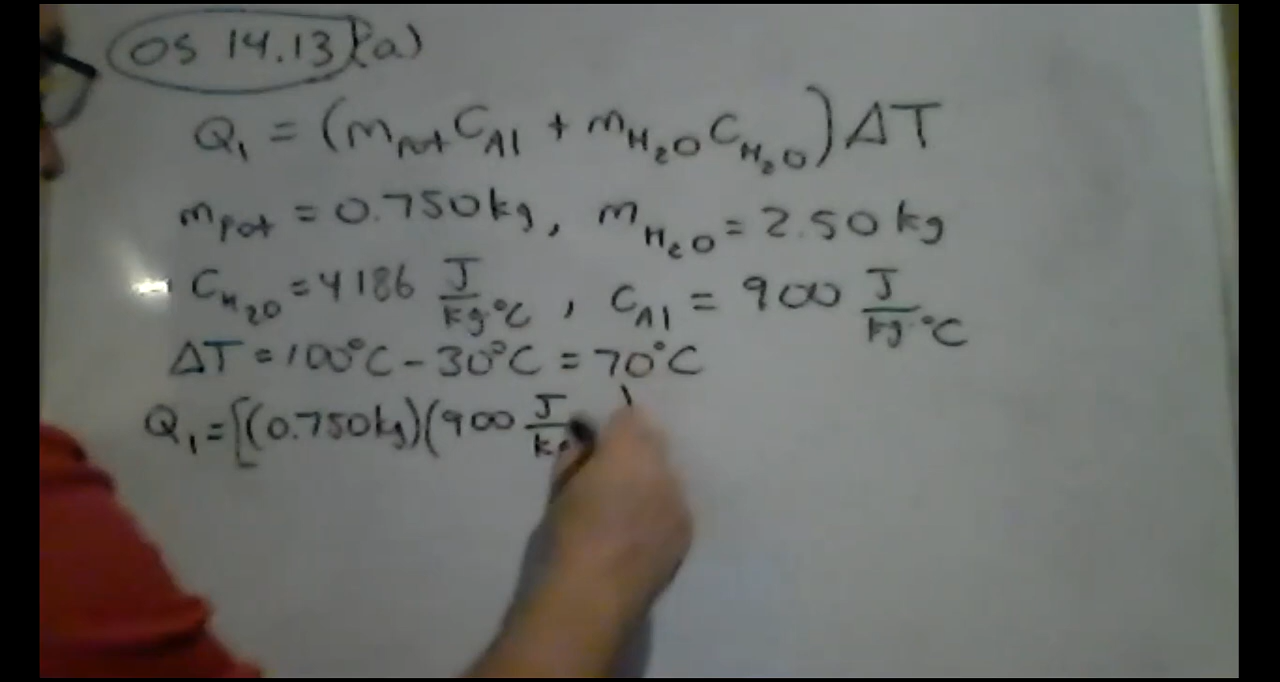 OS 14.13)(a)
Q₁ = (m_pot C_Al + m_H₂O C_H₂O) ΔT
m_pot = 0.750 kg, m_H₂O = 2.50 kg
C_H₂O = 4186 J/kg·°C, C_Al = 900 J/kg·°C
ΔT = 100°C - 30°C = 70°C
Q₁ = [(0.750 kg)(900 J/kg